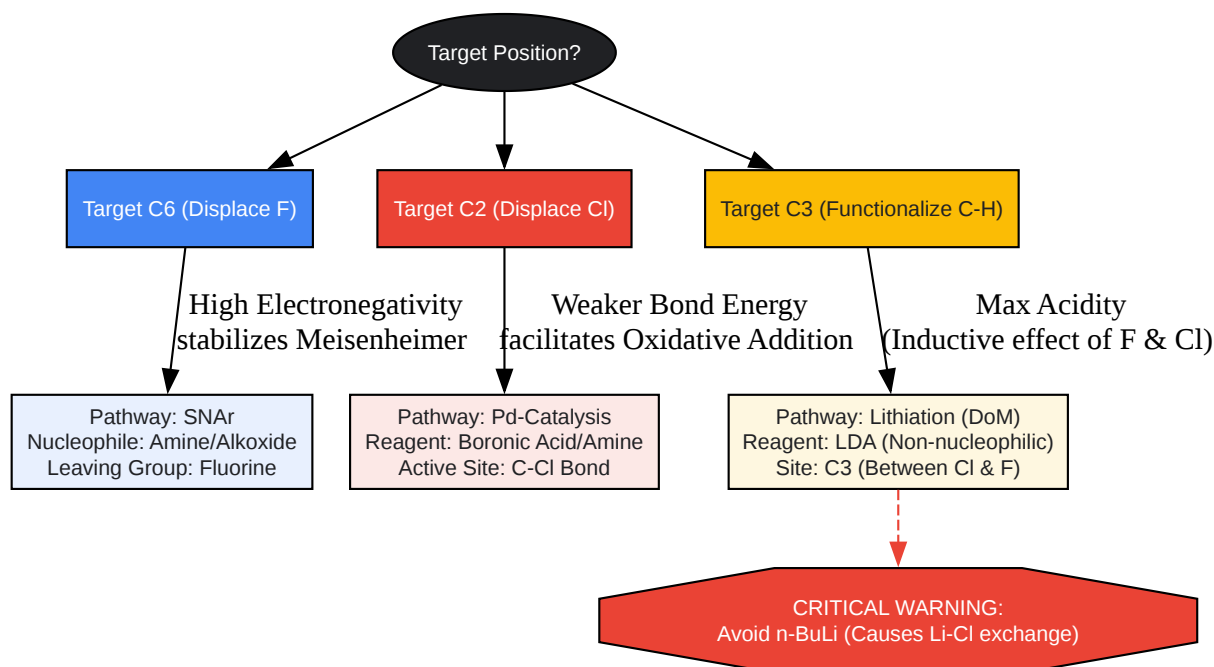 Target Position?
Target C6 (Displace F)
Target C2 (Displace Cl)
Target C3 (Functionalize C-H)
High Electronegativity
stabilizes Meisenheimer
Weaker Bond Energy
facilitates Oxidative Addition
Max Acidity
(Inductive effect of F & Cl)
Pathway: SNAr
Nucleophile: Amine/Alkoxide
Leaving Group: Fluorine
Pathway: Pd-Catalysis
Reagent: Boronic Acid/Amine
Active Site: C-Cl Bond
Pathway: Lithiation (DoM)
Reagent: LDA (Non-nucleophilic)
Site: C3 (Between Cl & F)
CRITICAL WARNING:
Avoid n-BuLi (Causes Li-Cl exchange)